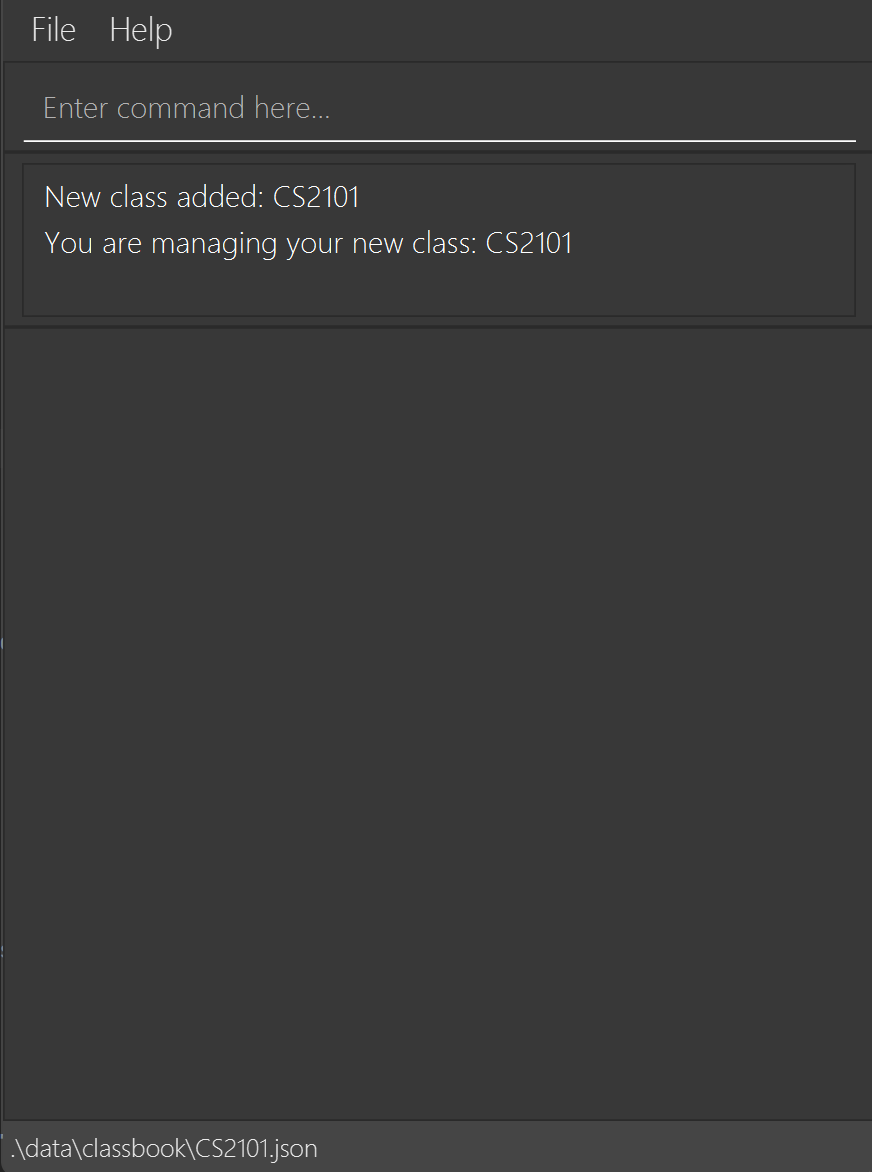 File Help
Enter command here...
New class added: CS2101
You are managing your new class: CS2101
.\data\classbook\CS2101.json